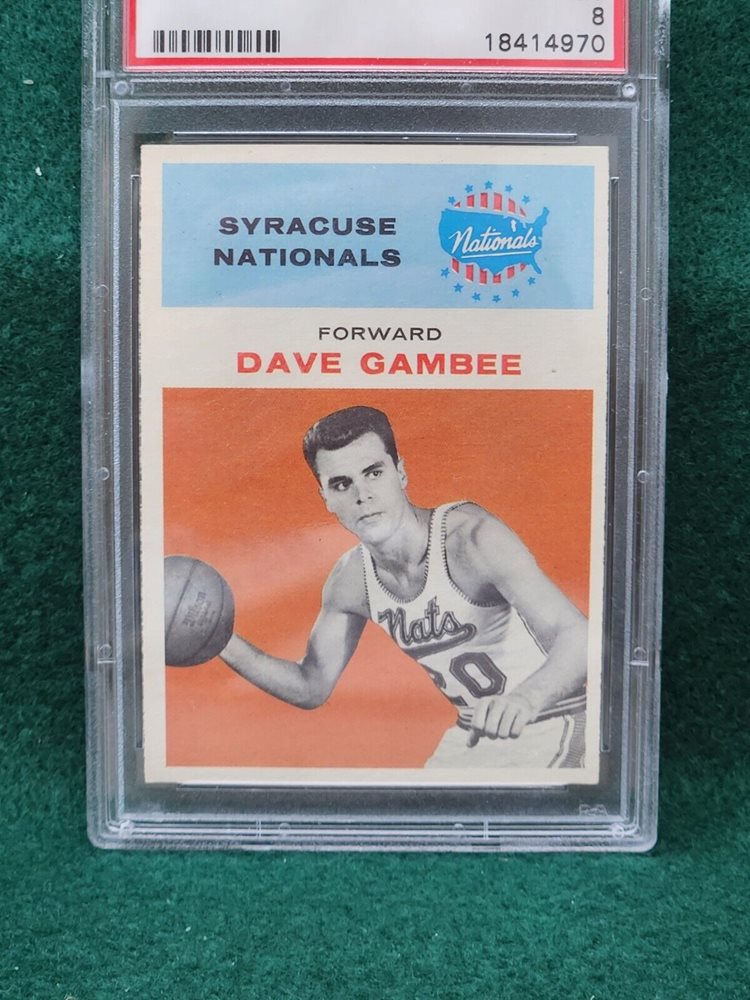 8
18414970
SYRACUSE
NATIONALS
Nationals
FORWARD
DAVE GAMBEE
Nats
20